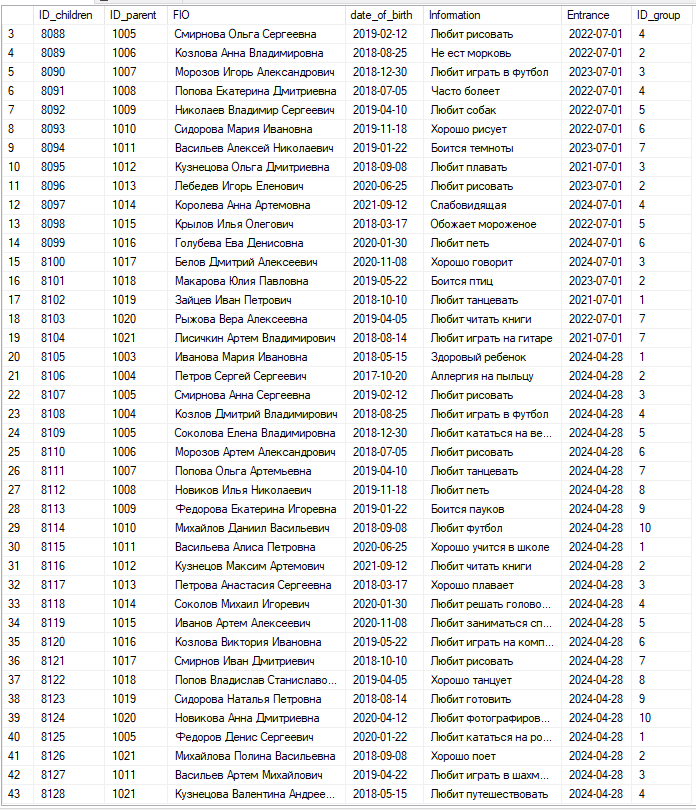 ID_children ID_parent FIO date_of_birth Information Entrance ID_group
3 8088 1005 Смирнова Ольга Сергеевна 2019-02-12 Любит рисовать 2022-07-01 4
4 8089 1006 Козлова Анна Владимировна 2018-08-25 Не ест морковь 2022-07-01 2
5 8090 1007 Морозов Игорь Александрович 2018-12-30 Любит играть в футбол 2023-07-01 3
6 8091 1008 Попова Екатерина Дмитриевна 2018-07-05 Часто болеет 2022-07-01 4
7 8092 1009 Николаев Владимир Сергеевич 2019-04-10 Любит собак 2022-07-01 5
8 8093 1010 Сидорова Мария Ивановна 2019-11-18 Хорошо рисует 2022-07-01 6
9 8094 1011 Васильев Алексей Николаевич 2019-01-22 Боится темноты 2023-07-01 7
10 8095 1012 Кузнецова Ольга Дмитриевна 2018-09-08 Любит плавать 2021-07-01 3
11 8096 1013 Лебедев Игорь Еленович 2020-06-25 Любит рисовать 2023-07-01 2
12 8097 1014 Королева Анна Артемовна 2021-09-12 Слабовидящая 2024-07-01 4
13 8098 1015 Крылов Илья Олегович 2018-03-17 Обожает мороженое 2022-07-01 5
14 8099 1016 Голубева Ева Денисовна 2020-01-30 Любит петь 2024-07-01 6
15 8100 1017 Белов Дмитрий Алексеевич 2020-11-08 Хорошо говорит 2024-07-01 3
16 8101 1018 Макарова Юлия Павловна 2019-05-22 Боится птиц 2023-07-01 2
17 8102 1019 Зайцев Иван Петрович 2018-10-10 Любит танцевать 2021-07-01 1
18 8103 1020 Рыжова Вера Алексеевна 2019-04-05 Любит читать книги 2022-07-01 7
19 8104 1021 Лисичкин Артем Владимирович 2018-08-14 Любит играть на гитаре 2021-07-01 7
20 8105 1003 Иванова Мария Ивановна 2018-05-15 Здоровый ребенок 2024-04-28 1
21 8106 1004 Петров Сергей Сергеевич 2017-10-20 Аллергия на пыльцу 2024-04-28 2
22 8107 1005 Смирнова Анна Сергеевна 2019-02-12 Любит рисовать 2024-04-28 3
23 8108 1004 Козлов Дмитрий Владимирович 2018-08-25 Любит играть в футбол 2024-04-28 4
24 8109 1005 Соколова Елена Владимировна 2018-12-30 Любит кататься на ве... 2024-04-28 5
25 8110 1006 Морозов Артем Александрович 2018-07-05 Любит рисовать 2024-04-28 6
26 8111 1007 Попова Ольга Артемьевна 2019-04-10 Любит танцевать 2024-04-28 7
27 8112 1008 Новиков Илья Николаевич 2019-11-18 Любит петь 2024-04-28 8
28 8113 1009 Федорова Екатерина Игоревна 2019-01-22 Боится пауков 2024-04-28 9
29 8114 1010 Михайлов Даниил Васильевич 2018-09-08 Любит футбол 2024-04-28 10
30 8115 1011 Васильева Алиса Петровна 2020-06-25 Хорошо учится в школе 2024-04-28 1
31 8116 1012 Кузнецов Максим Артемович 2021-09-12 Любит читать книги 2024-04-28 2
32 8117 1013 Петрова Анастасия Сергеевна 2018-03-17 Хорошо плавает 2024-04-28 3
33 8118 1014 Соколов Михаил Игоревич 2020-01-30 Любит решать голово... 2024-04-28 4
34 8119 1015 Иванов Артем Алексеевич 2020-11-08 Любит заниматься сп... 2024-04-28 5
35 8120 1016 Козлова Виктория Ивановна 2019-05-22 Любит играть на комп... 2024-04-28 6
36 8121 1017 Смирнов Иван Дмитриевич 2018-10-10 Любит рисовать 2024-04-28 7
37 8122 1018 Попов Владислав Станиславо... 2019-04-05 Хорошо танцует 2024-04-28 8
38 8123 1019 Сидорова Наталья Петровна 2018-08-14 Любит готовить 2024-04-28 9
39 8124 1020 Новикова Анна Дмитриевна 2020-04-12 Любит фотографиров... 2024-04-28 10
40 8125 1005 Федоров Денис Сергеевич 2020-01-22 Любит кататься на ро... 2024-04-28 1
41 8126 1021 Михайлова Полина Васильевна 2018-09-08 Хорошо поет 2024-04-28 2
42 8127 1011 Васильев Артем Михайлович 2019-04-22 Любит играть в шахм... 2024-04-28 3
43 8128 1021 Кузнецова Валентина Андрее... 2018-05-15 Любит путешествовать 2024-04-28 4